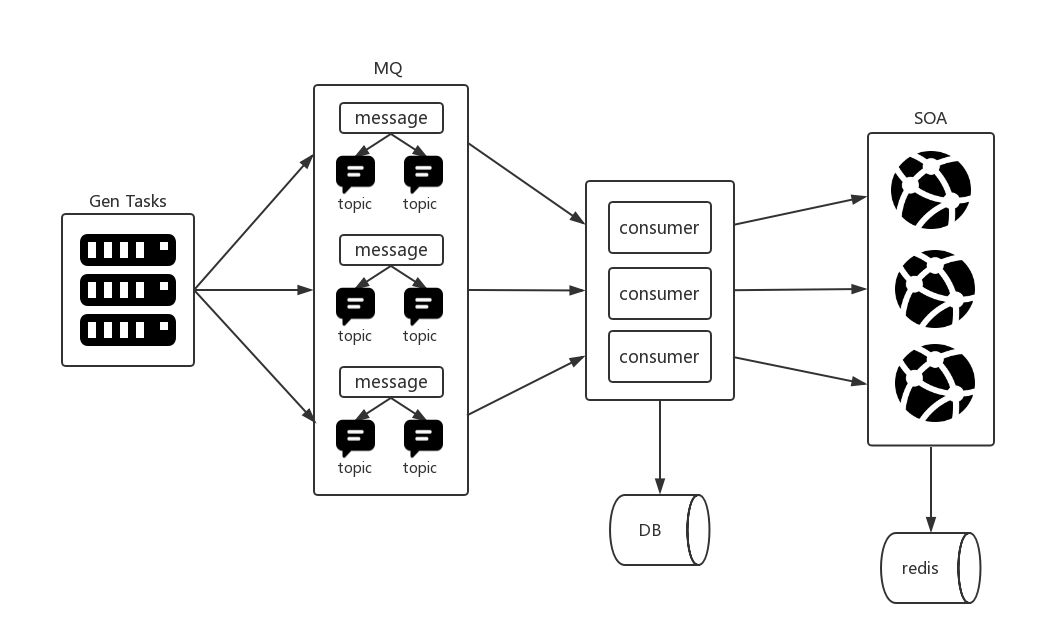 MQ
message
topic topic
message
topic topic
message
topic topic
Gen Tasks
consumer
consumer
consumer
DB
SOA
redis